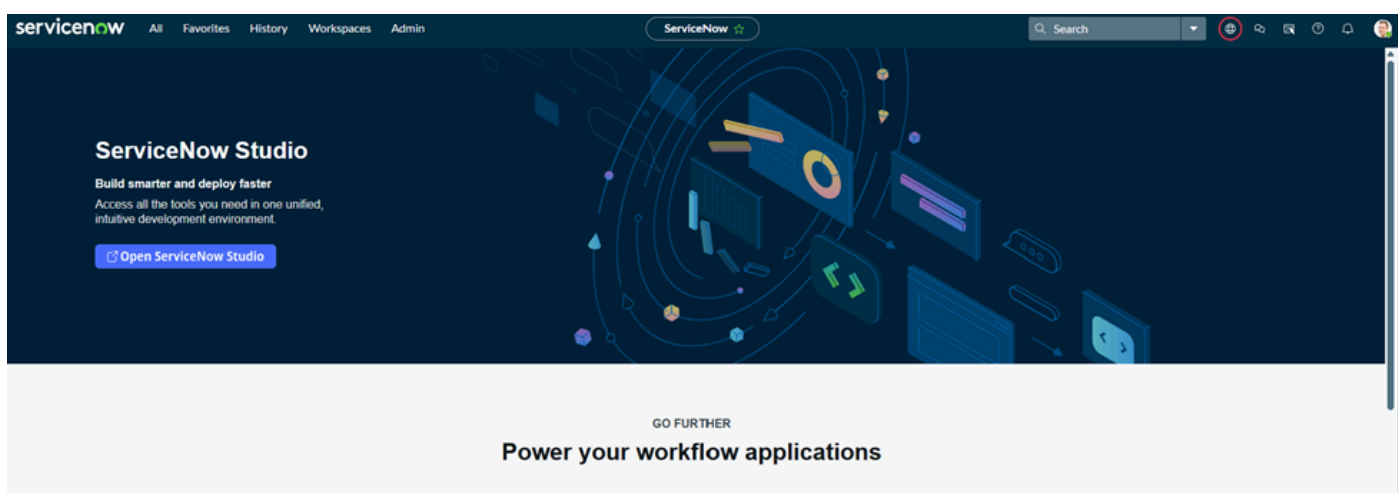 servicenow All Favorites History Workspaces Admin ServiceNow Search
ServiceNow Studio
Build smarter and deploy faster
Access all the tools you need in one unified,
intuitive development environment.
Open ServiceNow Studio
GO FURTHER
Power your workflow applications